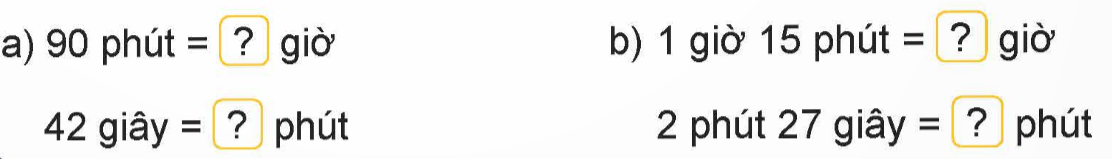 a) 90 phút = ? giờ
42 giây = ? phút
b) 1 giờ 15 phút = ? giờ
2 phút 27 giây = ? phút